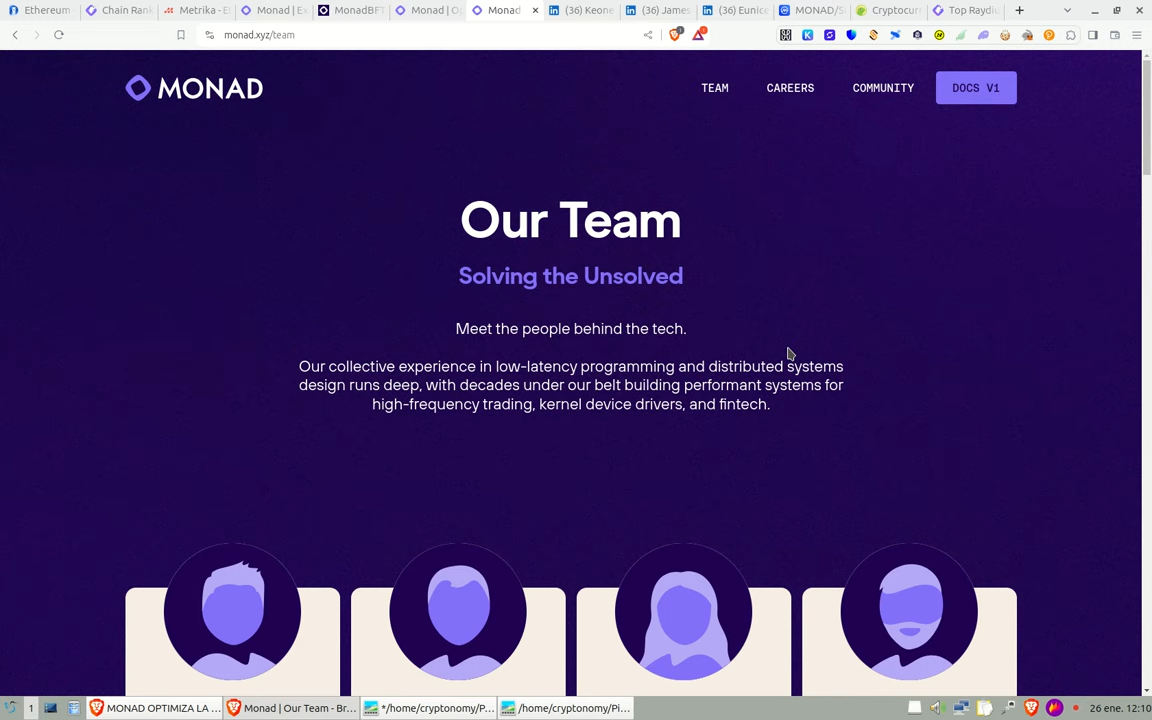 Ethereum
Chain Rank
Metrika - E
Monad | Ex
MonadBFT
Monad | O
Monad
(36) Keone
(36) James
(36) Eunice
MONAD/S
Cryptocurr
Top Raydiu
monad.xyz/team
MONAD
TEAM
CAREERS
COMMUNITY
DOCS V1
Our Team
Solving the Unsolved
Meet the people behind the tech.
Our collective experience in low-latency programming and distributed systems
design runs deep, with decades under our belt building performant systems for
high-frequency trading, kernel device drivers, and fintech.
1
MONAD OPTIMIZA LA ...
Monad | Our Team - Br...
*/home/cryptonomy/P...
/home/cryptonomy/Pi...
26 ene. 12:10